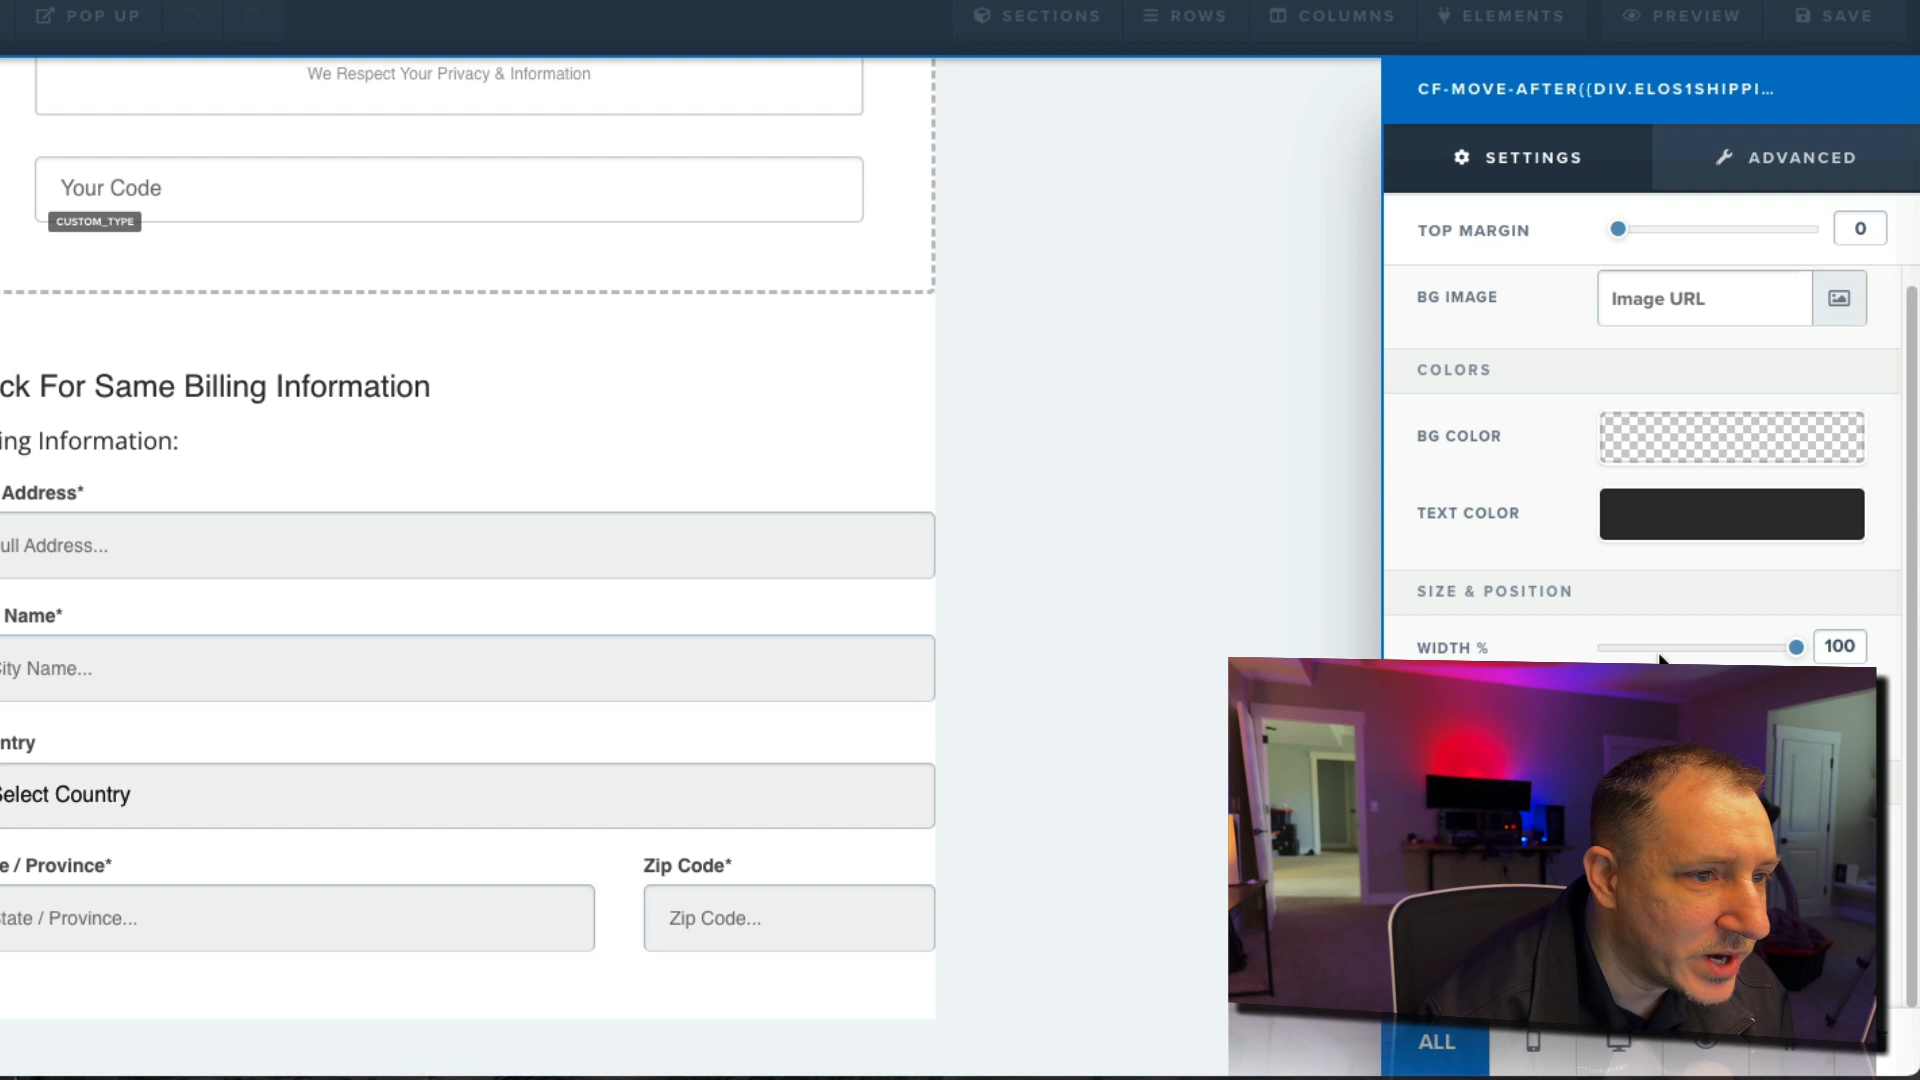 POP UP
SECTIONS
ROWS
COLUMNS
ELEMENTS
PREVIEW
SAVE
We Respect Your Privacy & Information
Your Code
CUSTOM_TYPE
ck For Same Billing Information
ing Information:
Address*
ull Address...
Name*
City Name...
ntry
Select Country
e / Province*
State / Province...
Zip Code*
Zip Code...
CF-MOVE-AFTER{{DIV.ELOS1SHIPPI...
SETTINGS
ADVANCED
TOP MARGIN
0
BG IMAGE
Image URL
COLORS
BG COLOR
TEXT COLOR
SIZE & POSITION
WIDTH %
100
ALL